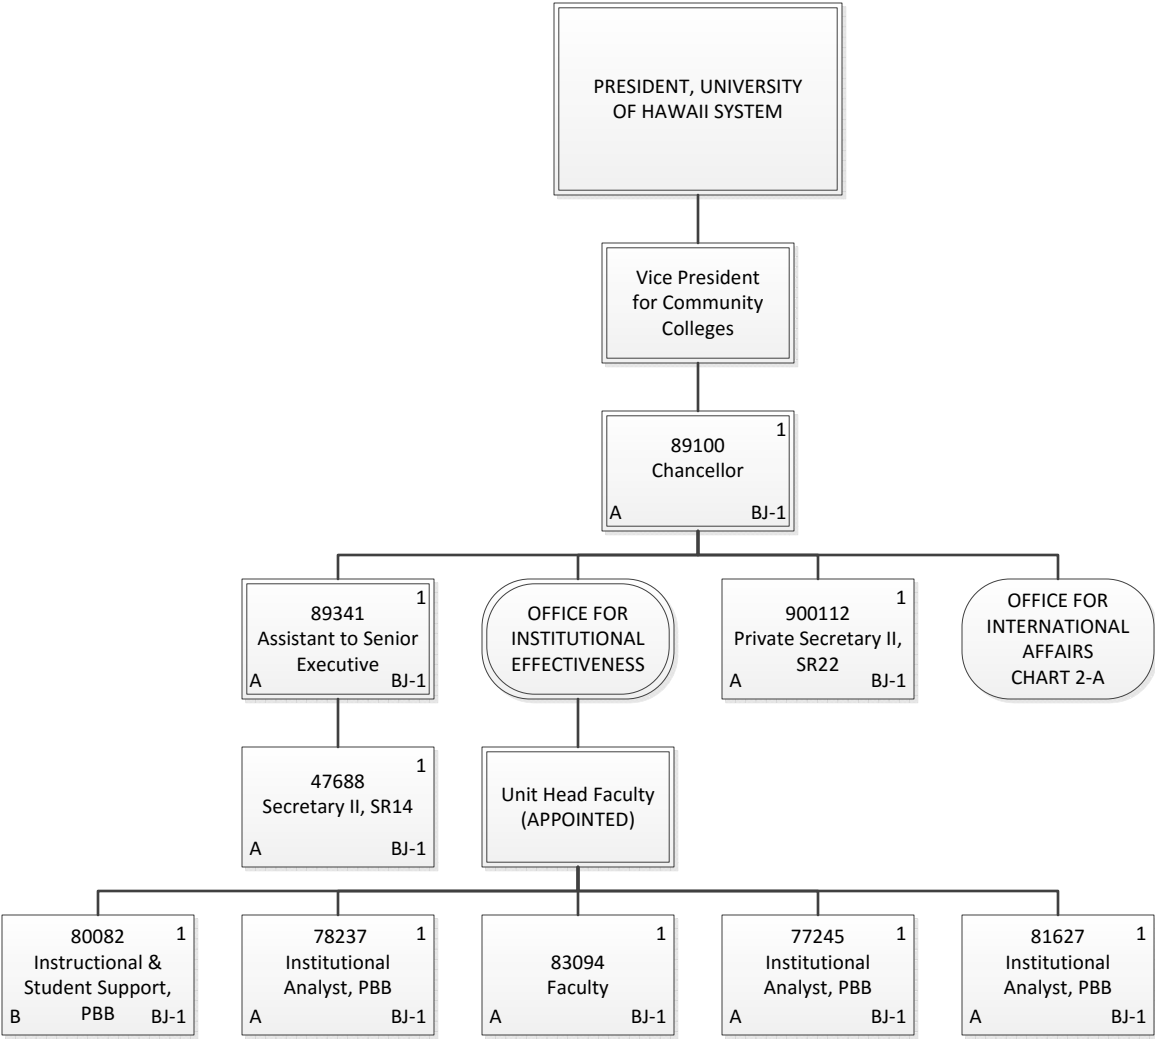 PRESIDENT, UNIVERSITY
OF HAWAII SYSTEM
Vice President
for Community
Colleges
1
89100
Chancellor
A BJ-1
1
89341
Assistant to Senior
Executive
A BJ-1
OFFICE FOR
INSTITUTIONAL
EFFECTIVENESS
1
900112
Private Secretary II,
SR22
A BJ-1
OFFICE FOR
INTERNATIONAL
AFFAIRS
CHART 2-A
1
47688
Secretary II, SR14
A BJ-1
Unit Head Faculty
(APPOINTED)
80082 1
Instructional &
Student Support,
PBB
B BJ-1
78237 1
Institutional
Analyst, PBB
A BJ-1
1
83094
Faculty
A BJ-1
77245 1
Institutional
Analyst, PBB
A BJ-1
81627 1
Institutional
Analyst, PBB
A BJ-1